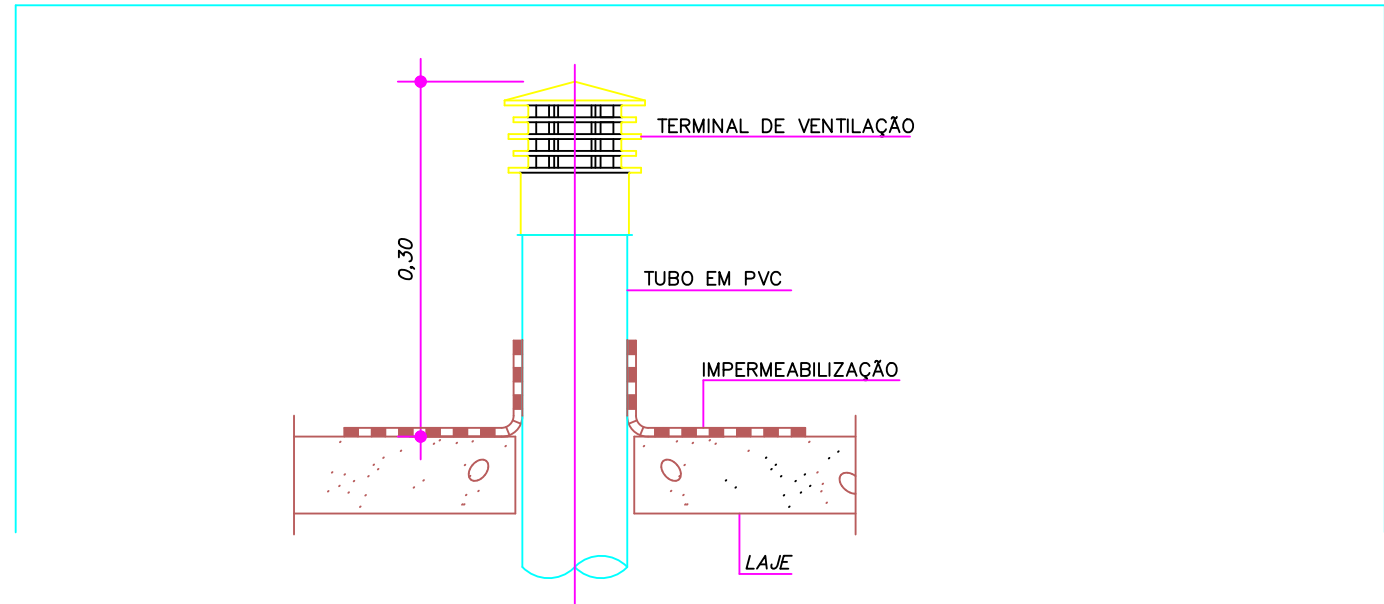 TERMINAL DE VENTILAÇÃO
0,30
TUBO EM PVC
IMPERMEABILIZAÇÃO
LAJE